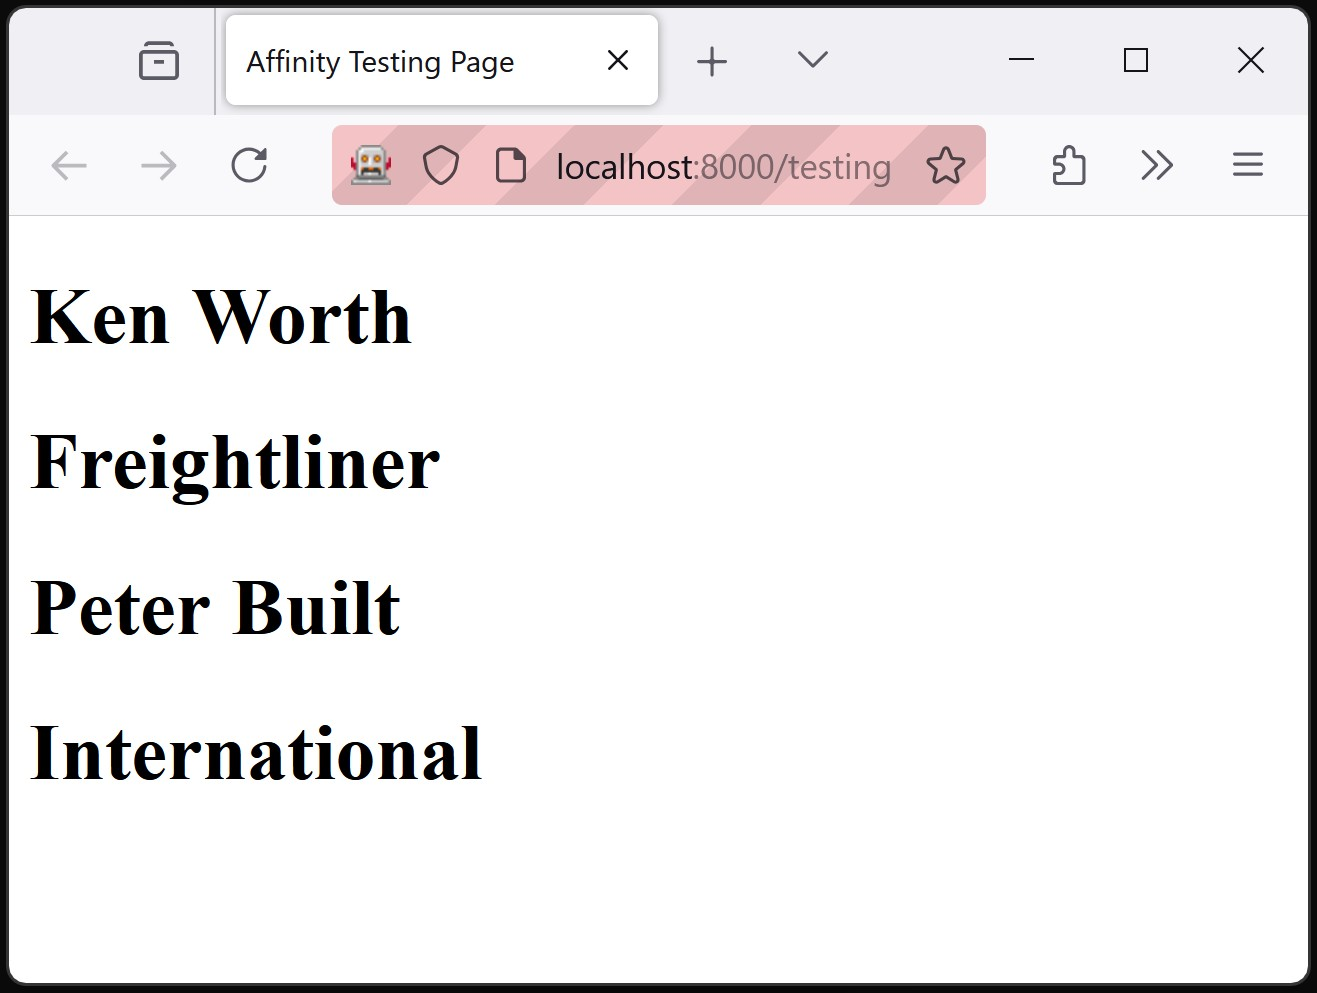 Affinity Testing Page
localhost:8000/testing
Ken Worth
Freightliner
Peter Built
International